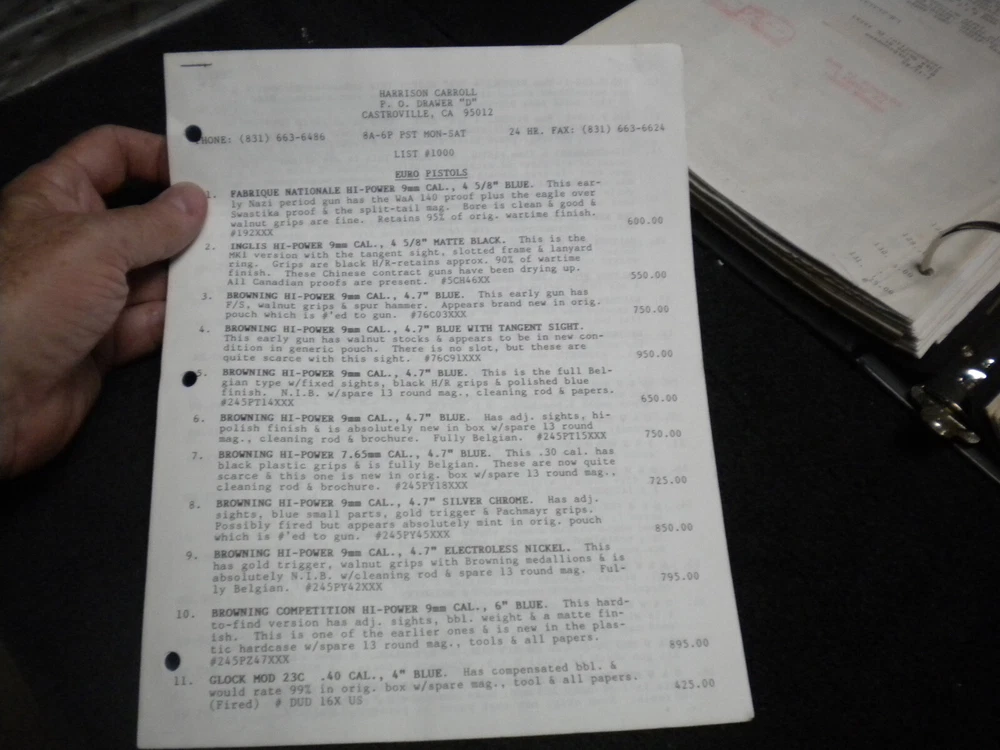 HARRISON CARROLL
P. O. DRAWER "D"
CASTROVILLE, CA 95012
PHONE: (831) 663-6486 8A-6P PST MON-SAT 24 HR. FAX: (831) 663-6624
LIST #1000
EURO PISTOLS
1. FABRIQUE NATIONALE HI-POWER 9mm CAL., 4 5/8" BLUE. This ear-
ly Nazi period gun has the WaA 140 proof plus the eagle over
Swastika proof & the split-tail mag. Bore is clean & good &
walnut grips are fine. Retains 95% of orig. wartime finish. 600.00
#192XXX
2. INGLIS HI-POWER 9mm CAL., 4 5/8" MATTE BLACK. This is the
MK1 version with the tangent sight, slotted frame & lanyard
ring. Grips are black H/R-retains approx. 90% of wartime
finish. These Chinese contract guns have been drying up.
All Canadian proofs are present. #5CH46XX 550.00
3. BROWNING HI-POWER 9mm CAL., 4.7" BLUE. This early gun has
F/S, walnut grips & spur hammer. Appears brand new in orig.
pouch which is #'ed to gun. #76C03XXX 750.00
4. BROWNING HI-POWER 9mm CAL., 4.7" BLUE WITH TANGENT SIGHT.
This early gun has walnut stocks & appears to be in new con-
dition in generic pouch. There is no slot, but these are
quite scarce with this sight. #76C91XXX 950.00
5. BROWNING HI-POWER 9mm CAL., 4.7" BLUE. This is the full Bel-
gian type w/fixed sights, black H/R grips & polished blue
finish. N.I.B. w/spare 13 round mag., cleaning rod & papers.
#245PT14XXX 650.00
6. BROWNING HI-POWER 9mm CAL., 4.7" BLUE. Has adj. sights, hi-
polish finish & is absolutely new in box w/spare 13 round
mag., cleaning rod & brochure. Fully Belgian. #245PT15XXX 750.00
7. BROWNING HI-POWER 7.65mm CAL., 4.7" BLUE. This .30 cal. has
black plastic grips & is fully Belgian. These are now quite
scarce & this one is new in orig. box w/spare 13 round mag.,
cleaning rod & brochure. #245PY18XXX 725.00
8. BROWNING HI-POWER 9mm CAL., 4.7" SILVER CHROME. Has adj.
sights, blue small parts, gold trigger & Pachmayr grips.
Possibly fired but appears absolutely mint in orig. pouch
which is #'ed to gun. #245PY45XXX 850.00
9. BROWNING HI-POWER 9mm CAL., 4.7" ELECTROLESS NICKEL. This
has gold trigger, walnut grips with Browning medallions & is
absolutely N.I.B. w/cleaning rod & spare 13 round mag. Ful-
ly Belgian. #245PY42XXX 795.00
10. BROWNING COMPETITION HI-POWER 9mm CAL., 6" BLUE. This hard-
to-find version has adj. sights, bbl. weight & a matte fin-
ish. This is one of the earlier ones & is new in the plas-
tic hardcase w/spare 13 round mag., tools & all papers. 895.00
#245PZ47XXX
11. GLOCK MOD 23C .40 CAL., 4" BLUE. Has compensated bbl. &
would rate 99% in orig. box w/spare mag., tool & all papers.
(Fired) # DUD 16X US 425.00